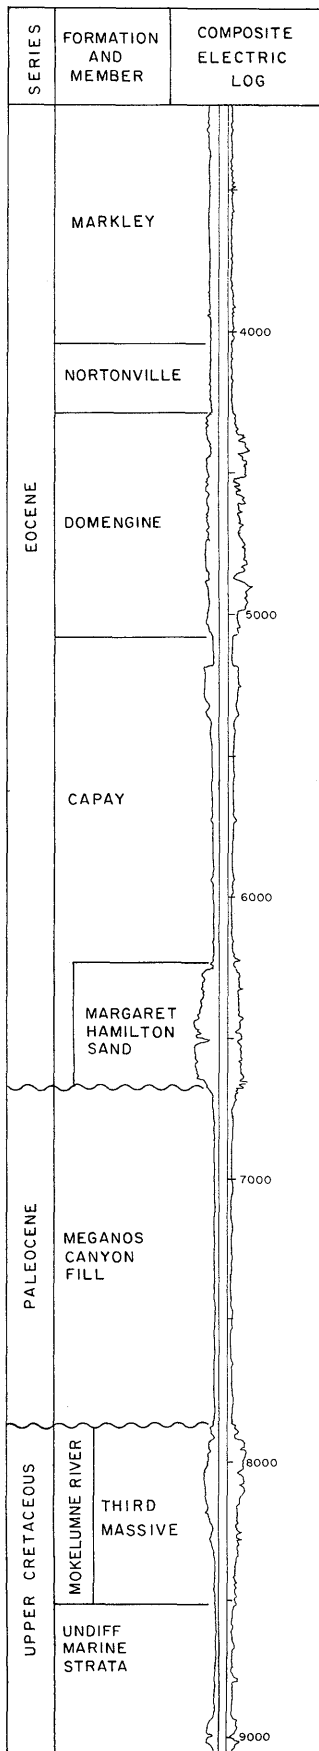 SERIES
FORMATION
AND
MEMBER
COMPOSITE
ELECTRIC
LOG
EOCENE
MARKLEY
4000
NORTONVILLE
DOMENGINE
5000
CAPAY
6000
MARGARET
HAMILTON
SAND
PALEOCENE
7000
MEGANOS
CANYON
FILL
UPPER CRETACEOUS
MOKELUMNE RIVER
8000
THIRD
MASSIVE
UNDIFF
MARINE
STRATA
9000